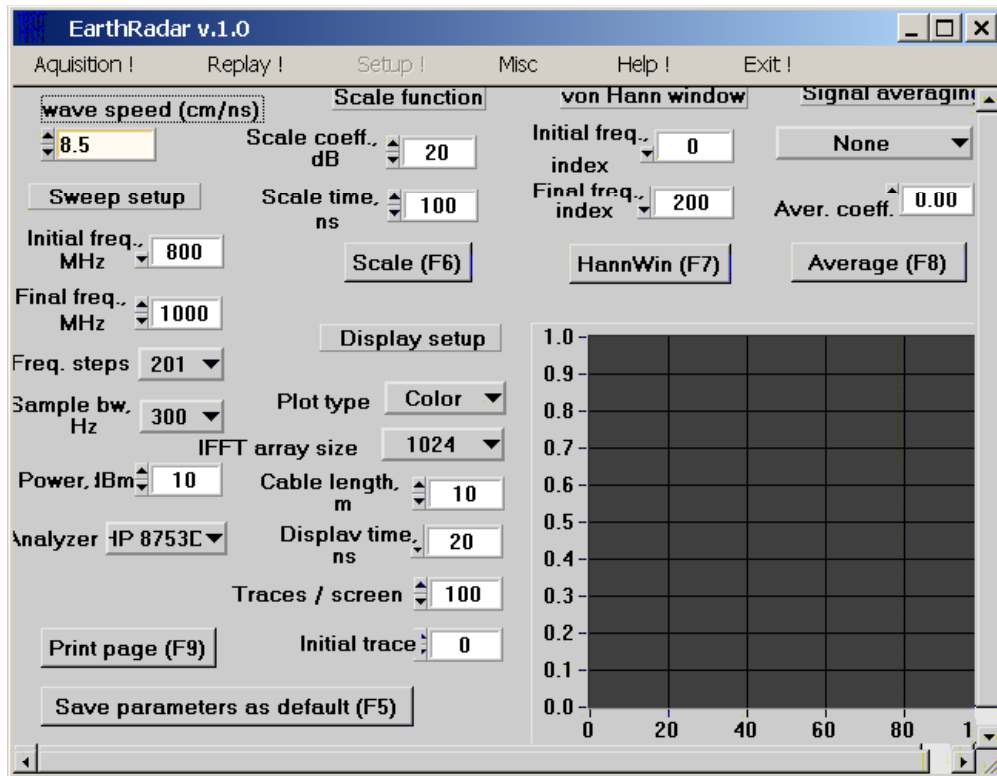 EarthRadar v.1.0
Aquisition ! Replay ! Setup ! Misc Help ! Exit !
wave speed (cm/ns)
8.5
Sweep setup
Initial freq., MHz 800
Final freq., MHz 1000
Freq. steps 201
Sample bw, Hz 300
Power, dBm 10
Analyzer HP 8753D
Print page (F9)
Save parameters as default (F5)
Scale function
Scale coeff., dB 20
Scale time, ns 100
Scale (F6)
Display setup
Plot type Color
IFFT array size 1024
Cable length, m 10
Display time, ns 20
Traces / screen 100
Initial trace 0
von Hann window
Initial freq., index 0
Final freq., index 200
HannWin (F7)
Signal averaging
None
Aver. coeff. 0.00
Average (F8)
1.0
0.9
0.8
0.7
0.6
0.5
0.4
0.3
0.2
0.1
0.0
0 20 40 60 80 1